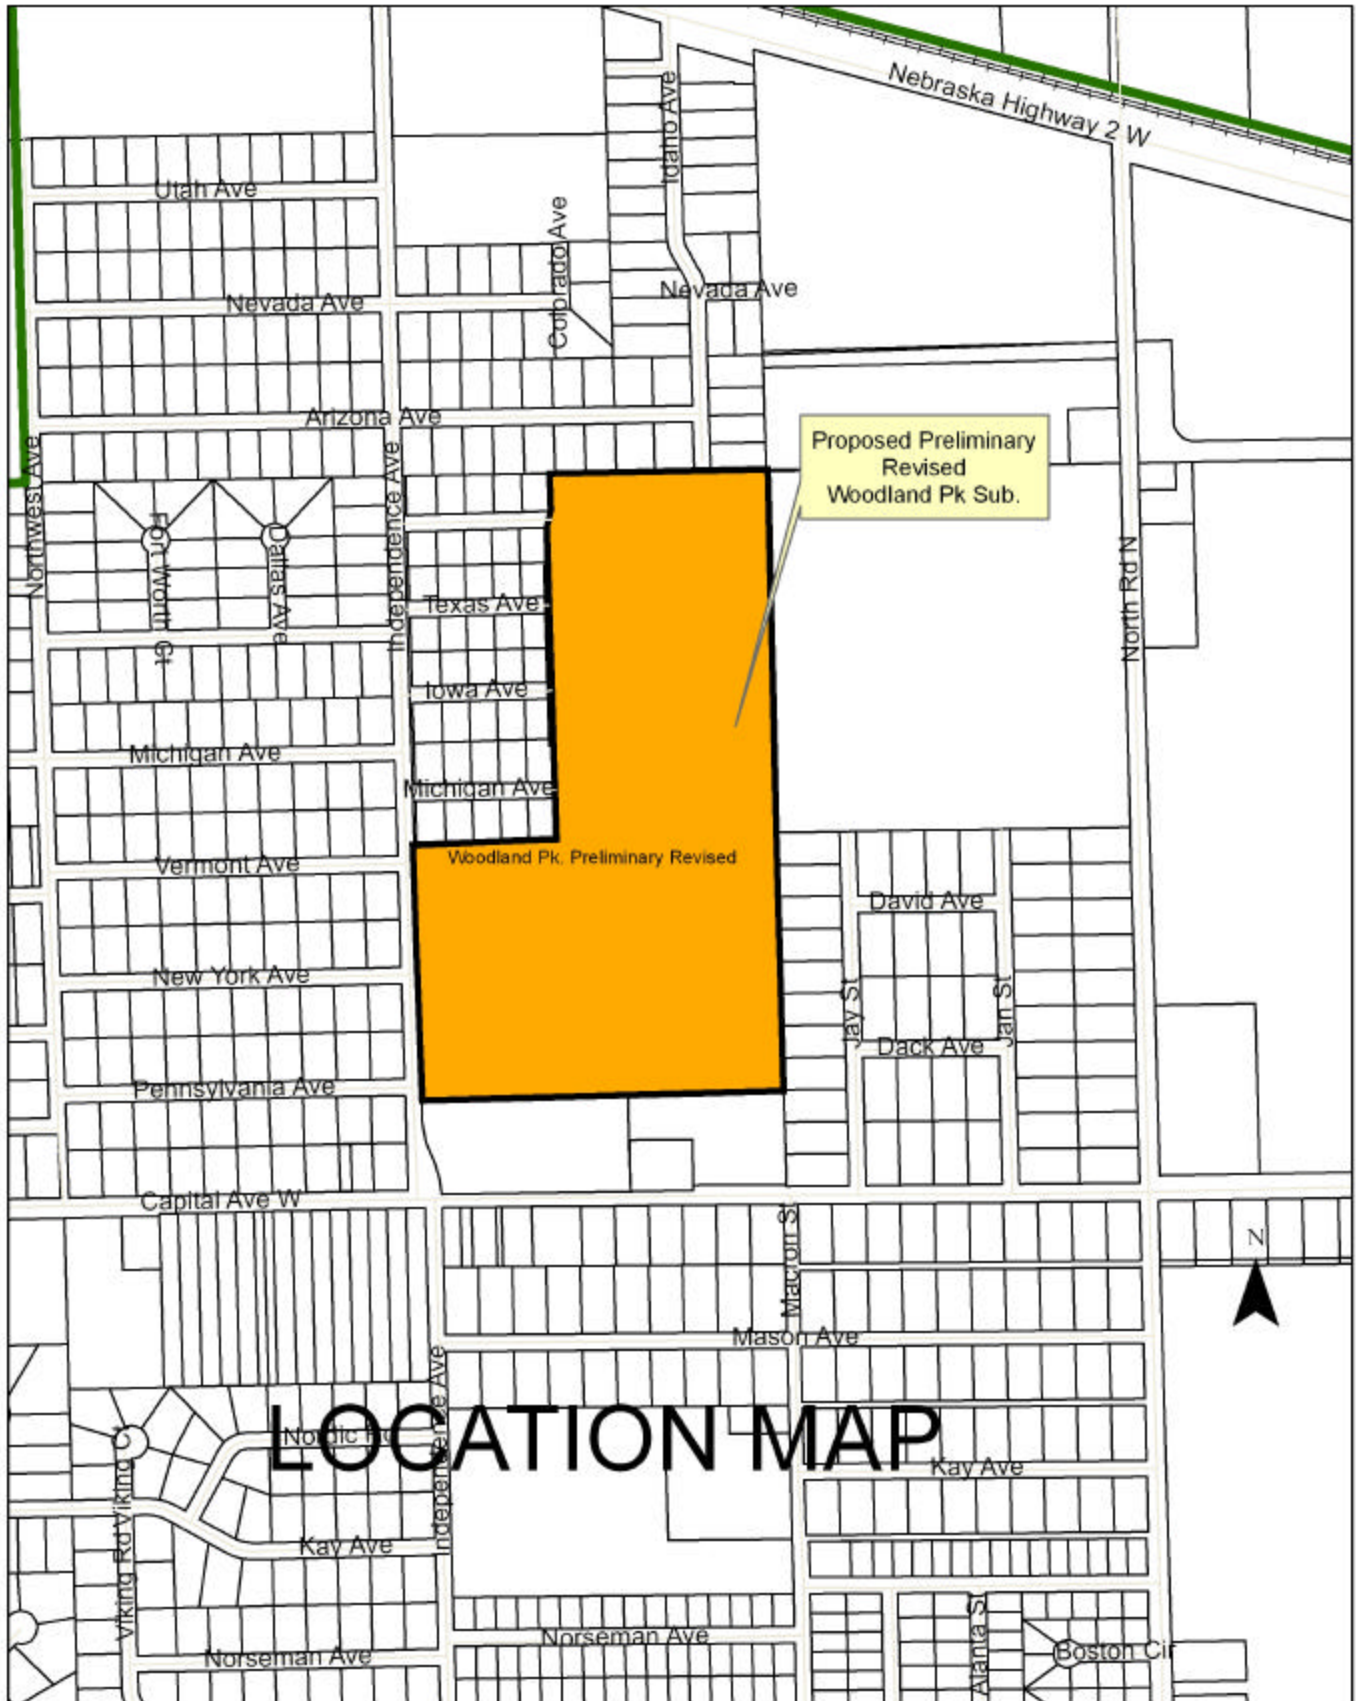 Nebraska Highway 2 W
Idaho Ave
Utah Ave
Colorado Ave
Nevada Ave
Nevada Ave
Arizona Ave
Proposed Preliminary
Revised
Woodland Pk Sub.
Northwest Ave
Independence Ave
Fort Worth Ct
Dallas Ave
North Rd N
Texas Ave
Iowa Ave
Michigan Ave
Michigan Ave
Woodland Pk. Preliminary Revised
Vermont Ave
David Ave
New York Ave
Jay St
Jan St
Dack Ave
Pennsylvania Ave
Capital Ave W
Macron St
N
Mason Ave
Independence Ave
LOCATION MAP
Nordic
Kay Ave
Viking Rd
Viking
Kay Ave
Norseman Ave
Norseman Ave
Boston Cir